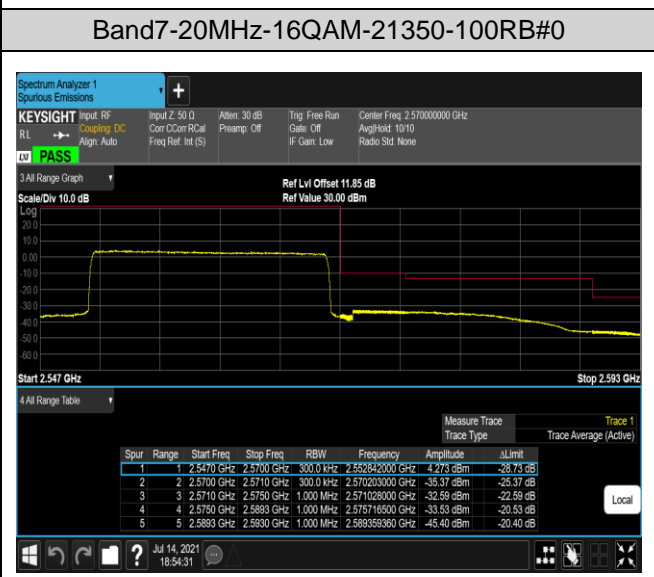 Band7-20MHz-16QAM-21350-100RB#0
Spectrum Analyzer 1
Spurious Emissions
+
KEYSIGHT Input: RF Input Z: 50 Ω Atten: 30 dB Trig: Free Run Center Freq: 2.570000000 GHz
RL Coupling: DC Corr CCorr RCal Preamp: Off Gate: Off Avg|Hold: 10/10
Align: Auto Freq Ref: Int (S) IF Gain: Low Radio Std: None
LXI PASS
3 All Range Graph
Ref Lvl Offset 11.85 dB
Scale/Div 10.0 dB Ref Value 30.00 dBm
Log
20.0
10.0
0.00
-10.0
-20.0
-30.0
-40.0
-50.0
-60.0
Start 2.547 GHz Stop 2.593 GHz
4 All Range Table
Measure Trace Trace 1
Trace Type Trace Average (Active)
Spur Range Start Freq Stop Freq RBW Frequency Amplitude ΔLimit
1 1 2.5470 GHz 2.5700 GHz 300.0 kHz 2.552842000 GHz 4.273 dBm -28.73 dB
2 2 2.5700 GHz 2.5710 GHz 300.0 kHz 2.570203000 GHz -35.37 dBm -25.37 dB
3 3 2.5710 GHz 2.5750 GHz 1.000 MHz 2.571028000 GHz -32.59 dBm -22.59 dB
4 4 2.5750 GHz 2.5893 GHz 1.000 MHz 2.575716500 GHz -33.53 dBm -20.53 dB
5 5 2.5893 GHz 2.5930 GHz 1.000 MHz 2.589359360 GHz -45.40 dBm -20.40 dB
Local
? Jul 14, 2021
18:54:31